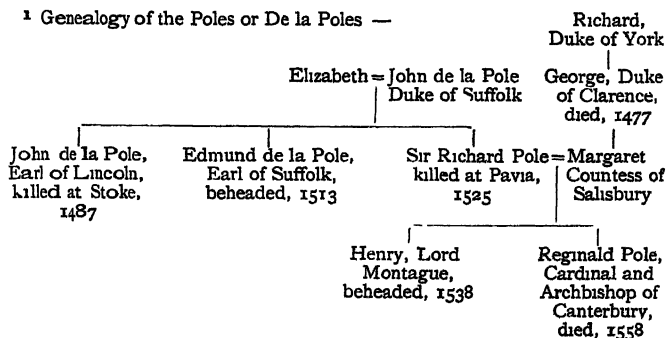 ¹ Genealogy of the Poles or De la Poles —
Richard,
Duke of York
Elizabeth = John de la Pole
Duke of Suffolk
George, Duke
of Clarence,
died, 1477
John de la Pole,
Earl of Lincoln,
killed at Stoke,
1487
Edmund de la Pole,
Earl of Suffolk,
beheaded, 1513
Sir Richard Pole = Margaret
killed at Pavia,
1525
Countess of
Salisbury
Henry, Lord
Montague,
beheaded, 1538
Reginald Pole,
Cardinal and
Archbishop of
Canterbury,
died, 1558